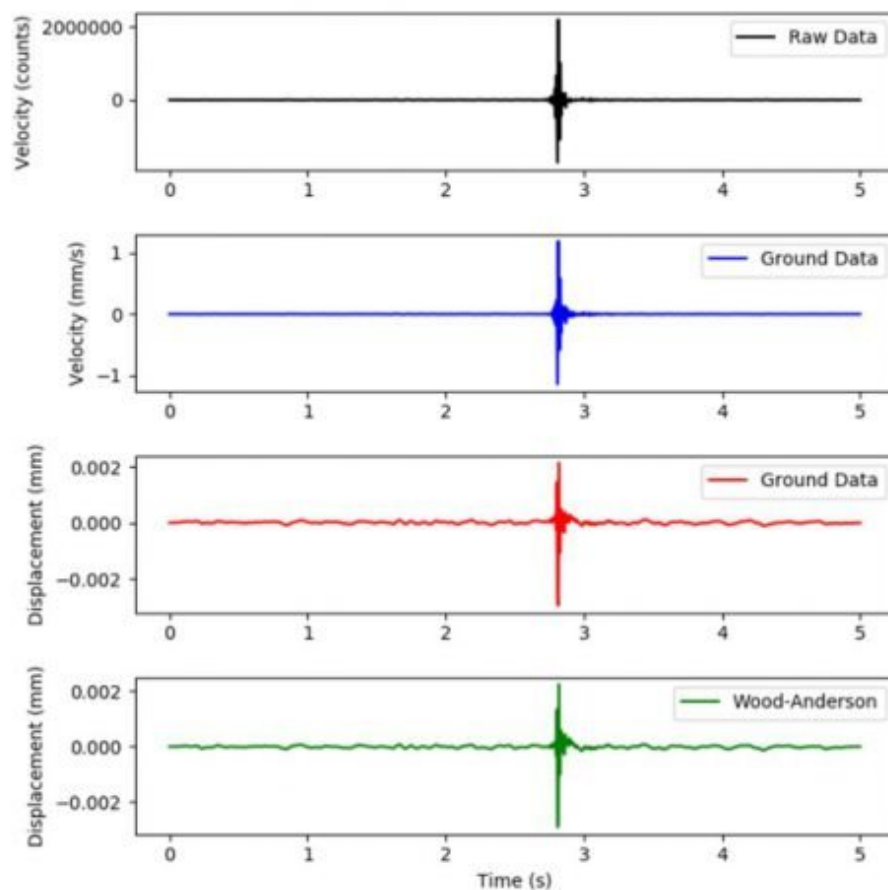 2000000
0
Velocity (counts)
Raw Data
0 1 2 3 4 5
1
0
−1
Velocity (mm/s)
Ground Data
0 1 2 3 4 5
0.002
0.000
−0.002
Displacement (mm)
Ground Data
0 1 2 3 4 5
0.002
0.000
−0.002
Displacement (mm)
Wood-Anderson
0 1 2 3 4 5
Time (s)